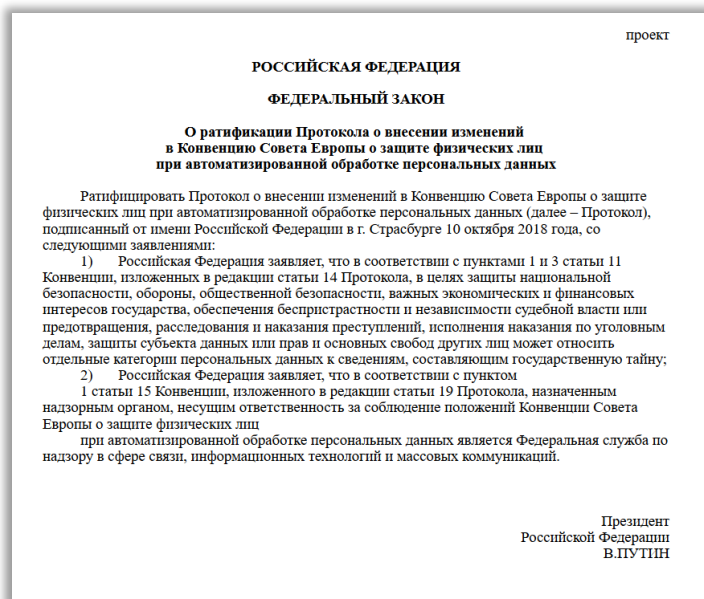 проект
РОССИЙСКАЯ ФЕДЕРАЦИЯ
ФЕДЕРАЛЬНЫЙ ЗАКОН
О ратификации Протокола о внесении изменений
в Конвенцию Совета Европы о защите физических лиц
при автоматизированной обработке персональных данных
Ратифицировать Протокол о внесении изменений в Конвенцию Совета Европы о защите
физических лиц при автоматизированной обработке персональных данных (далее – Протокол),
подписанный от имени Российской Федерации в г. Страсбурге 10 октября 2018 года, со
следующими заявлениями:
1) Российская Федерация заявляет, что в соответствии с пунктами 1 и 3 статьи 11
Конвенции, изложенных в редакции статьи 14 Протокола, в целях защиты национальной
безопасности, обороны, общественной безопасности, важных экономических и финансовых
интересов государства, обеспечения беспристрастности и независимости судебной власти или
предотвращения, расследования и наказания преступлений, исполнения наказания по уголовным
делам, защиты субъекта данных или прав и основных свобод других лиц может относить
отдельные категории персональных данных к сведениям, составляющим государственную тайну;
2) Российская Федерация заявляет, что в соответствии с пунктом
1 статьи 15 Конвенции, изложенного в редакции статьи 19 Протокола, назначенным
надзорным органом, несущим ответственность за соблюдение положений Конвенции Совета
Европы о защите физических лиц
при автоматизированной обработке персональных данных является Федеральная служба по
надзору в сфере связи, информационных технологий и массовых коммуникаций.
Президент
Российской Федерации
В.ПУТИН